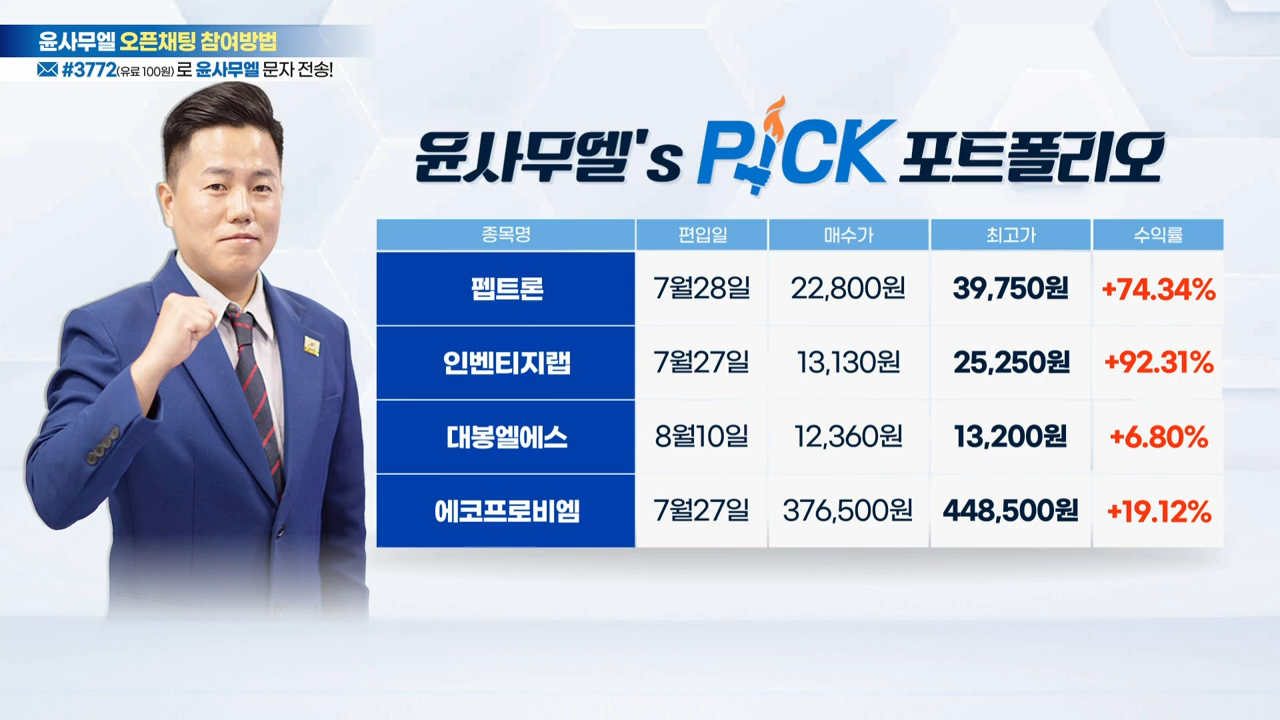 윤사무엘 오픈채팅 참여방법
#3772(유료 100원)로 윤사무엘 문자 전송!
윤사무엘's PICK 포트폴리오
종목명 편입일 매수가 최고가 수익률
펩트론 7월28일 22,800원 39,750원 +74.34%
인벤티지랩 7월27일 13,130원 25,250원 +92.31%
대봉엘에스 8월10일 12,360원 13,200원 +6.80%
에코프로비엠 7월27일 376,500원 448,500원 +19.12%